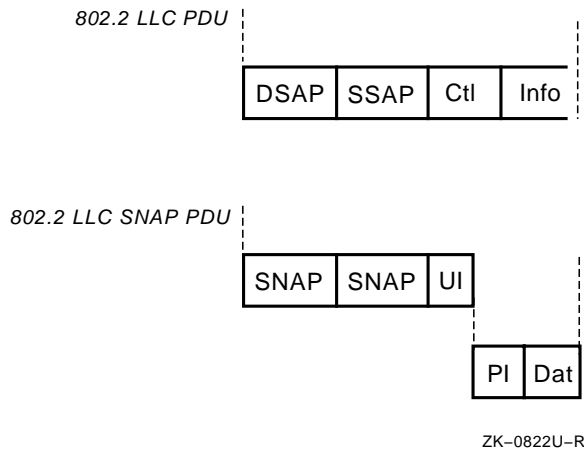 802.2 LLC PDU
DSAP SSAP Ctl Info
802.2 LLC SNAP PDU
SNAP SNAP UI
PI Dat
ZK–0822U–R